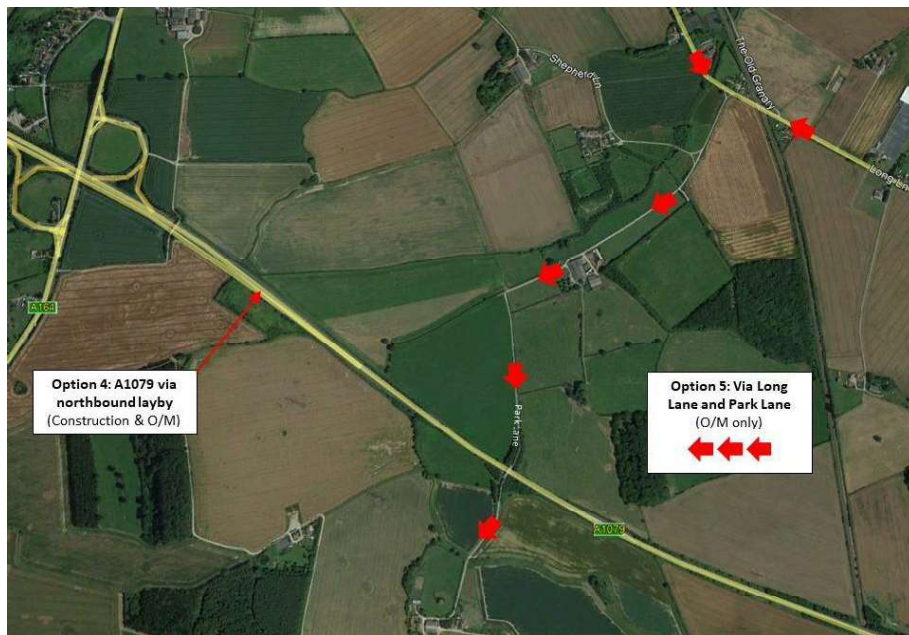 Shepherd Ln
The Old Granary
Long Ln
A164
Option 4: A1079 via
northbound layby
(Construction & O/M)
Option 5: Via Long
Lane and Park Lane
(O/M only)
Park Lane
A1079